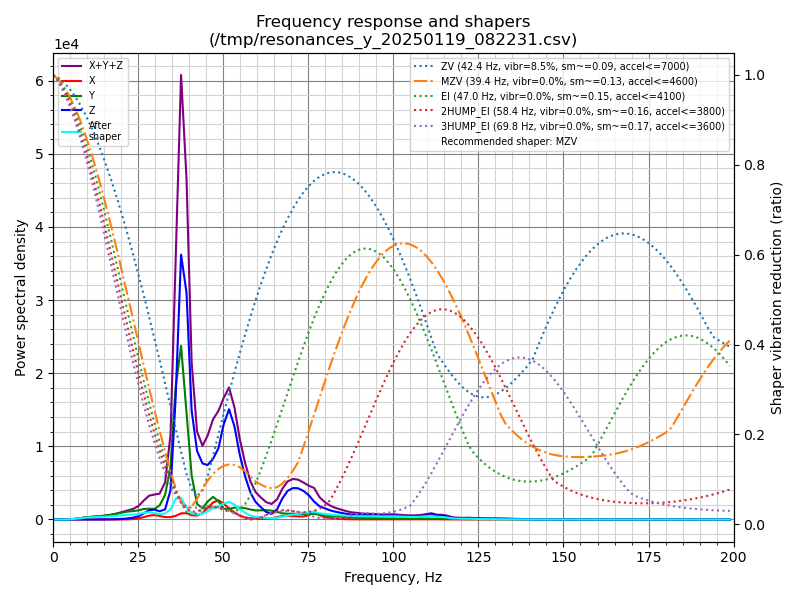 Frequency response and shapers
(/tmp/resonances_y_20250119_082231.csv)
1e4
X+Y+Z
X
Y
Z
After
shaper
ZV (42.4 Hz, vibr=8.5%, sm~=0.09, accel<=7000)
MZV (39.4 Hz, vibr=0.0%, sm~=0.13, accel<=4600)
EI (47.0 Hz, vibr=0.0%, sm~=0.15, accel<=4100)
2HUMP_EI (58.4 Hz, vibr=0.0%, sm~=0.16, accel<=3800)
3HUMP_EI (69.8 Hz, vibr=0.0%, sm~=0.17, accel<=3600)
Recommended shaper: MZV
Power spectral density
6
5
4
3
2
1
0
1.0
0.8
0.6
0.4
0.2
0.0
Shaper vibration reduction (ratio)
0 25 50 75 100 125 150 175 200
Frequency, Hz